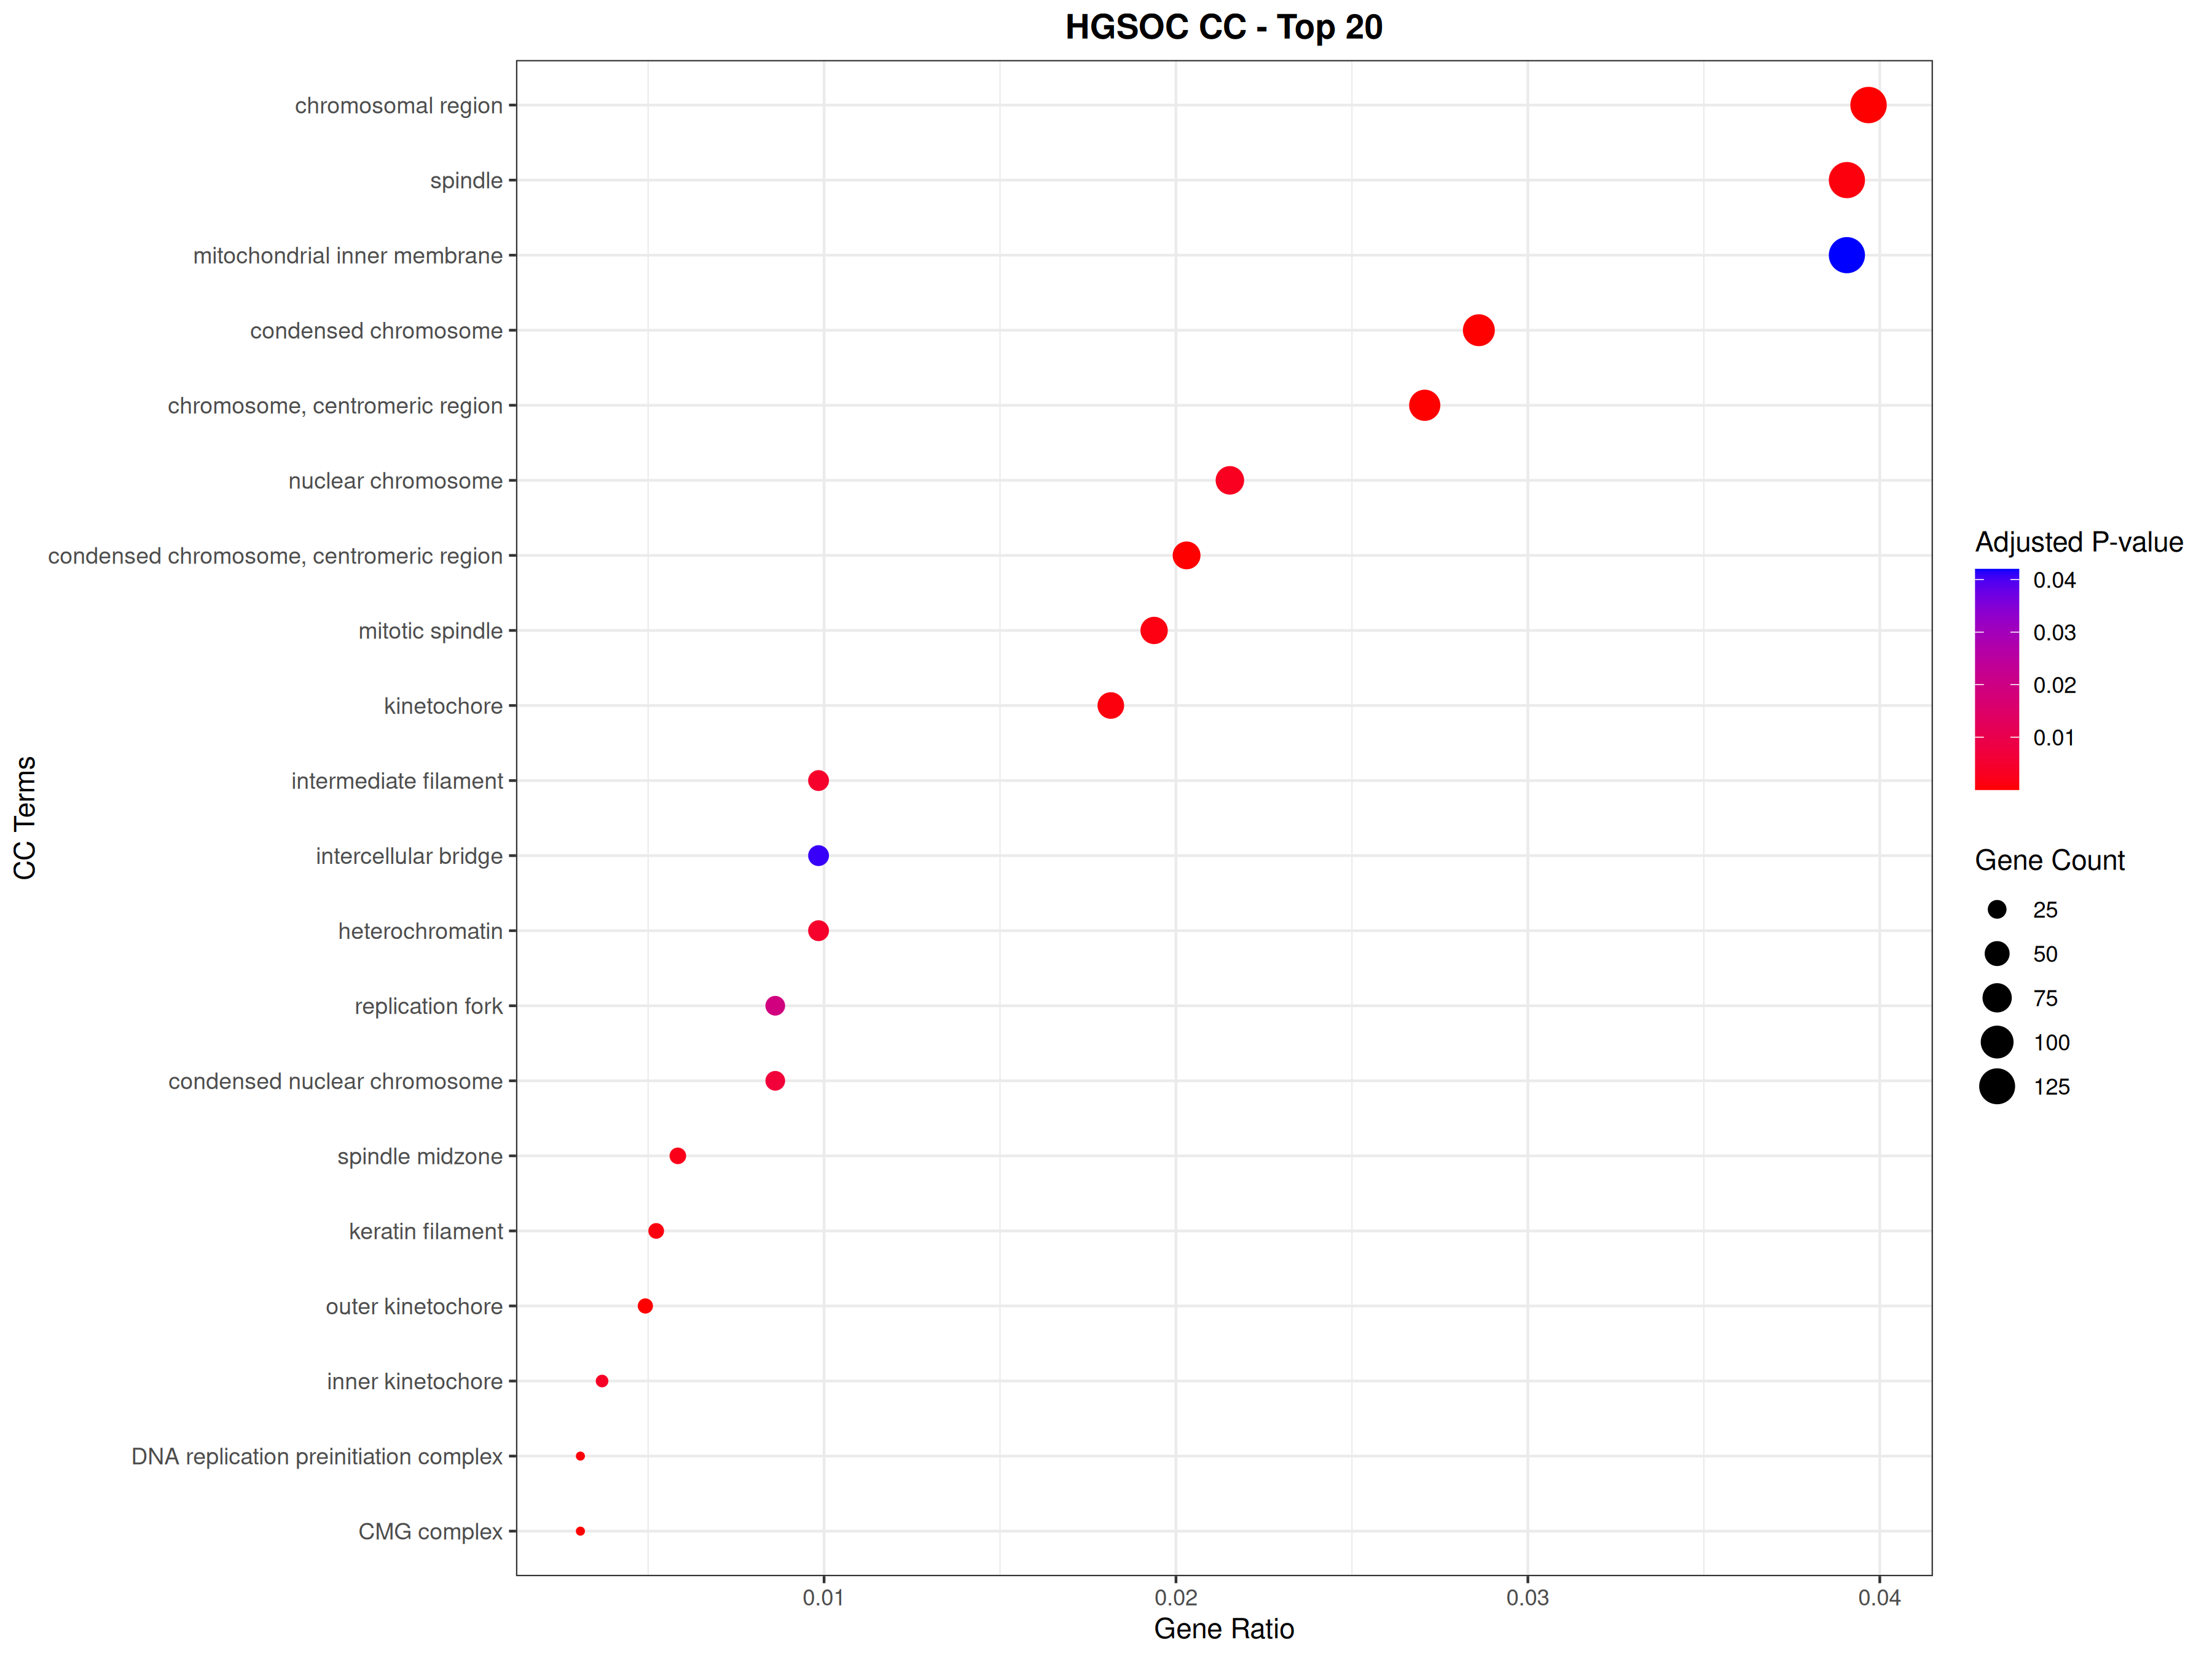 HGSOC CC - Top 20
chromosomal region
spindle
mitochondrial inner membrane
condensed chromosome
chromosome, centromeric region
nuclear chromosome
condensed chromosome, centromeric region
mitotic spindle
kinetochore
intermediate filament
intercellular bridge
heterochromatin
replication fork
condensed nuclear chromosome
spindle midzone
keratin filament
outer kinetochore
inner kinetochore
DNA replication preinitiation complex
CMG complex
CC Terms
0.01
0.02
0.03
0.04
Gene Ratio
Adjusted P-value
0.04
0.03
0.02
0.01
Gene Count
25
50
75
100
125